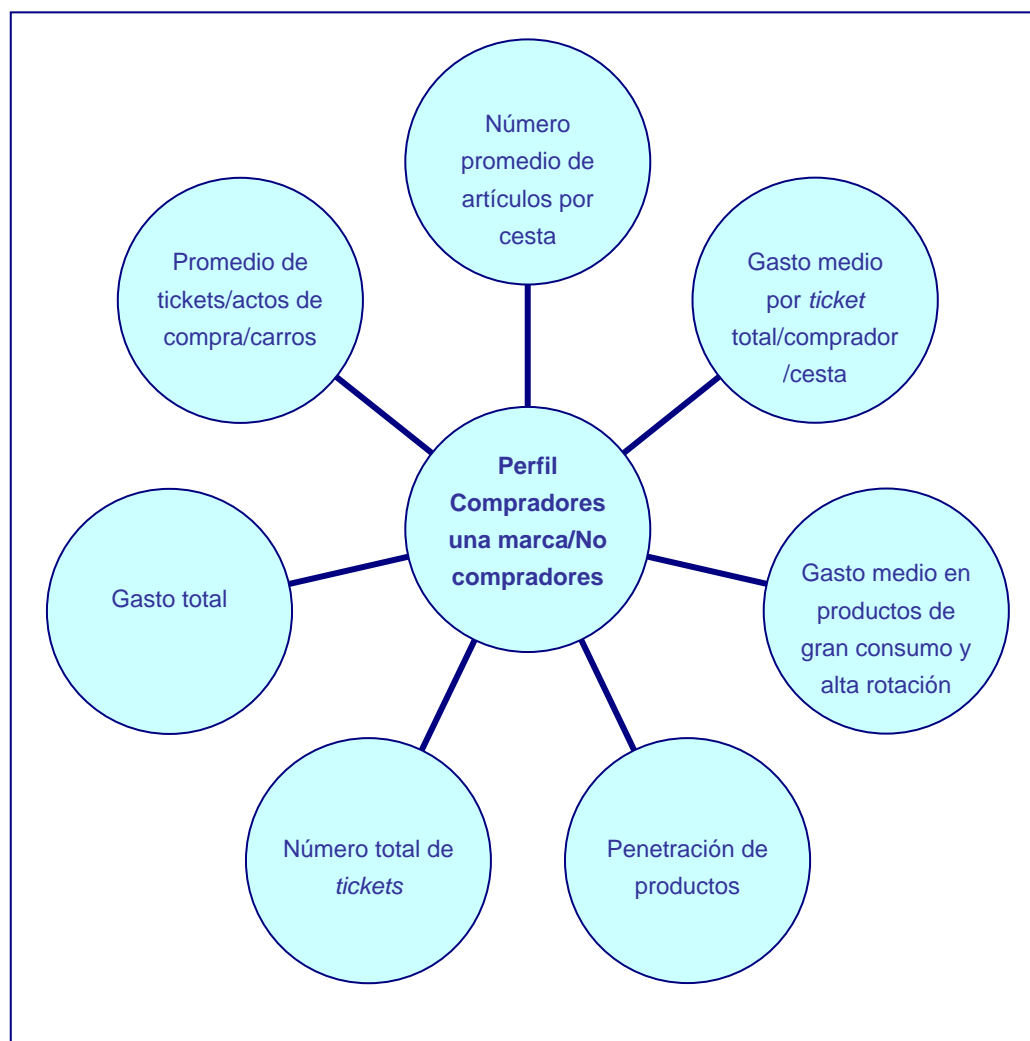 Número
promedio de
artículos por
cesta
Promedio de
tickets/actos de
compra/carros
Gasto medio
por ticket
total/comprador
/cesta
Perfil
Compradores
una marca/No
compradores
Gasto total
Gasto medio en
productos de
gran consumo y
alta rotación
Número total de
tickets
Penetración de
productos